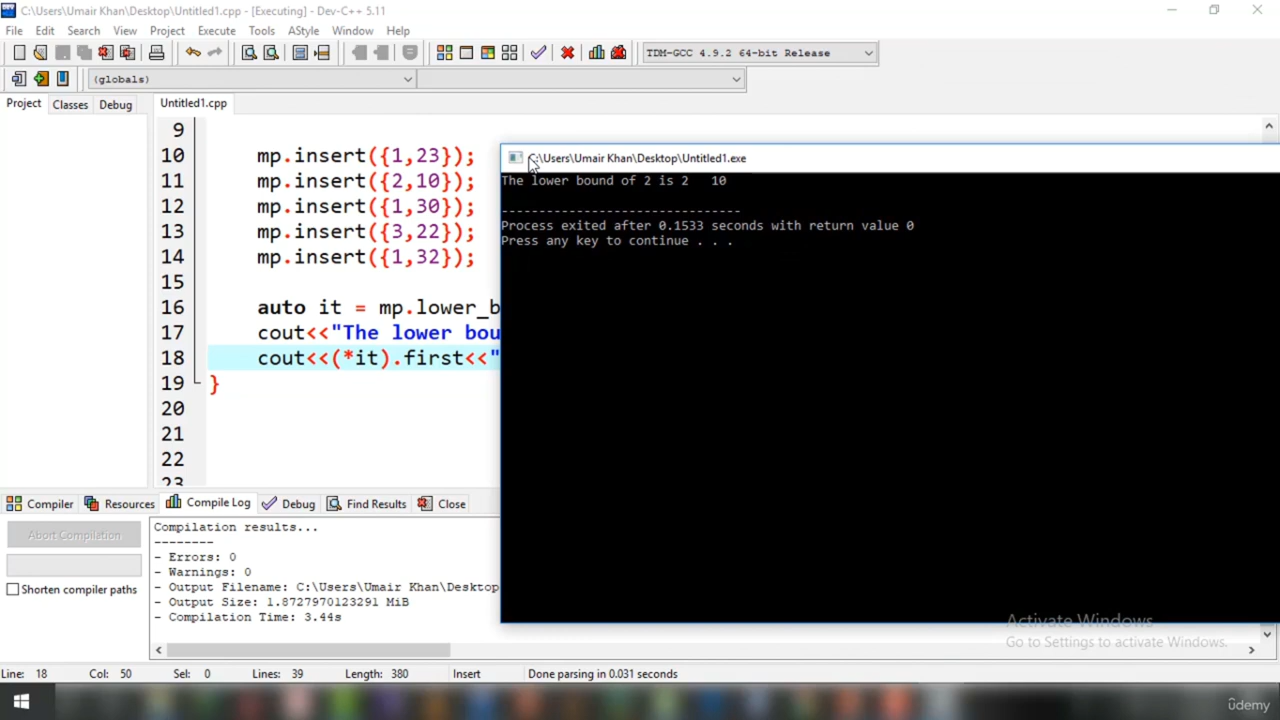 C:\Users\Umair Khan\Desktop\Untitled1.cpp - [Executing] - Dev-C++ 5.11
File Edit Search View Project Execute Tools AStyle Window Help
TDM-GCC 4.9.2 64-bit Release
(globals)
Project Classes Debug Untitled1.cpp
9
10 mp.insert({1,23});
11 mp.insert({2,10});
12 mp.insert({1,30});
13 mp.insert({3,22});
14 mp.insert({1,32});
15
16 auto it = mp.lower_b
17 cout<<"The lower bou
18 cout<<(*it).first<<"
19 }
20
21
22
23
C:\Users\Umair Khan\Desktop\Untitled1.exe
The lower bound of 2 is 2 10
--------------------------------
Process exited after 0.1533 seconds with return value 0
Press any key to continue . . .
Compiler Resources Compile Log Debug Find Results Close
Abort Compilation
Shorten compiler paths
Compilation results...
--------
- Errors: 0
- Warnings: 0
- Output Filename: C:\Users\Umair Khan\Desktop
- Output Size: 1.8727970123291 MiB
- Compilation Time: 3.44s
Activate Windows
Go to Settings to activate Windows.
Line: 18 Col: 50 Sel: 0 Lines: 39 Length: 380 Insert Done parsing in 0.031 seconds
ûdemy